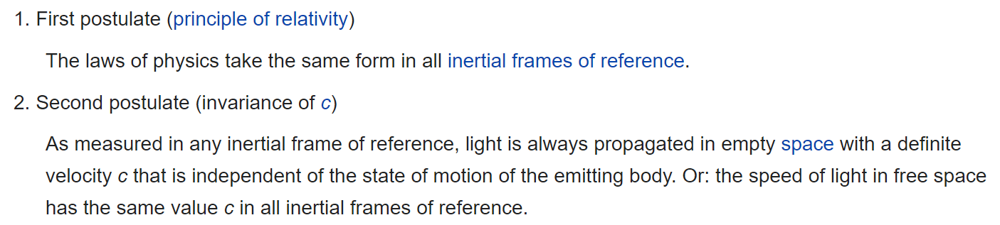 1. First postulate (principle of relativity)
The laws of physics take the same form in all inertial frames of reference.
2. Second postulate (invariance of c)
As measured in any inertial frame of reference, light is always propagated in empty space with a definite
velocity c that is independent of the state of motion of the emitting body. Or: the speed of light in free space
has the same value c in all inertial frames of reference.